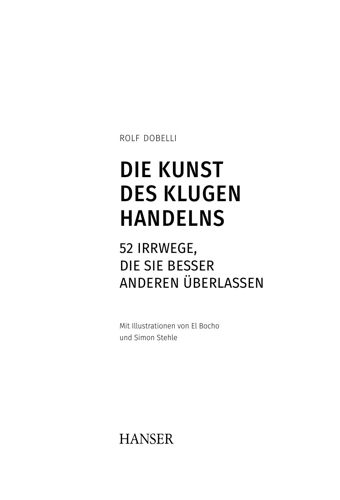 ROLF DOBELLI
DIE KUNST
DES KLUGEN
HANDELNS
52 IRRWEGE,
DIE SIE BESSER
ANDEREN ÜBERLASSEN
Mit Illustrationen von El Bocho
und Simon Stehle
HANSER